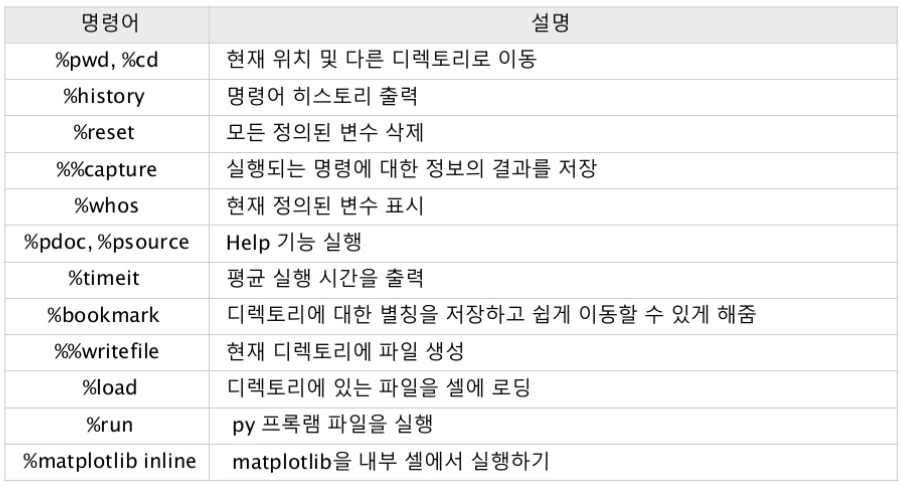 명령어 설명
%pwd, %cd 현재 위치 및 다른 디렉토리로 이동
%history 명령어 히스토리 출력
%reset 모든 정의된 변수 삭제
%%capture 실행되는 명령에 대한 정보의 결과를 저장
%whos 현재 정의된 변수 표시
%pdoc, %psource Help 기능 실행
%timeit 평균 실행 시간을 출력
%bookmark 디렉토리에 대한 별칭을 저장하고 쉽게 이동할 수 있게 해줌
%%writefile 현재 디렉토리에 파일 생성
%load 디렉토리에 있는 파일을 셀에 로딩
%run py 프록램 파일을 실행
%matplotlib inline matplotlib을 내부 셀에서 실행하기